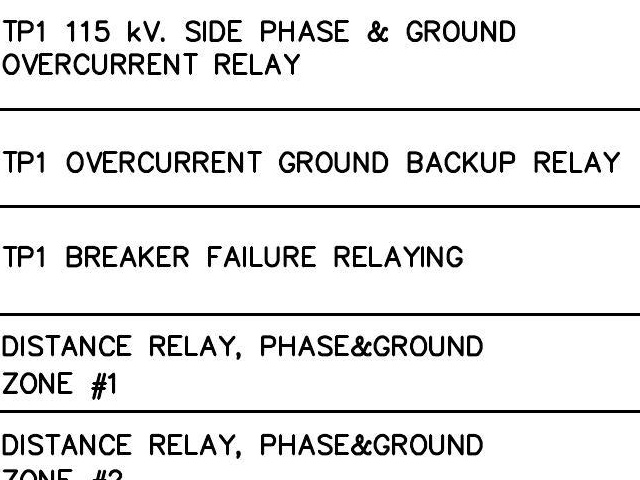 TP1 115 kV. SIDE PHASE & GROUND
OVERCURRENT RELAY
TP1 OVERCURRENT GROUND BACKUP RELAY
TP1 BREAKER FAILURE RELAYING
DISTANCE RELAY, PHASE&GROUND
ZONE #1
DISTANCE RELAY, PHASE&GROUND
ZONE #2